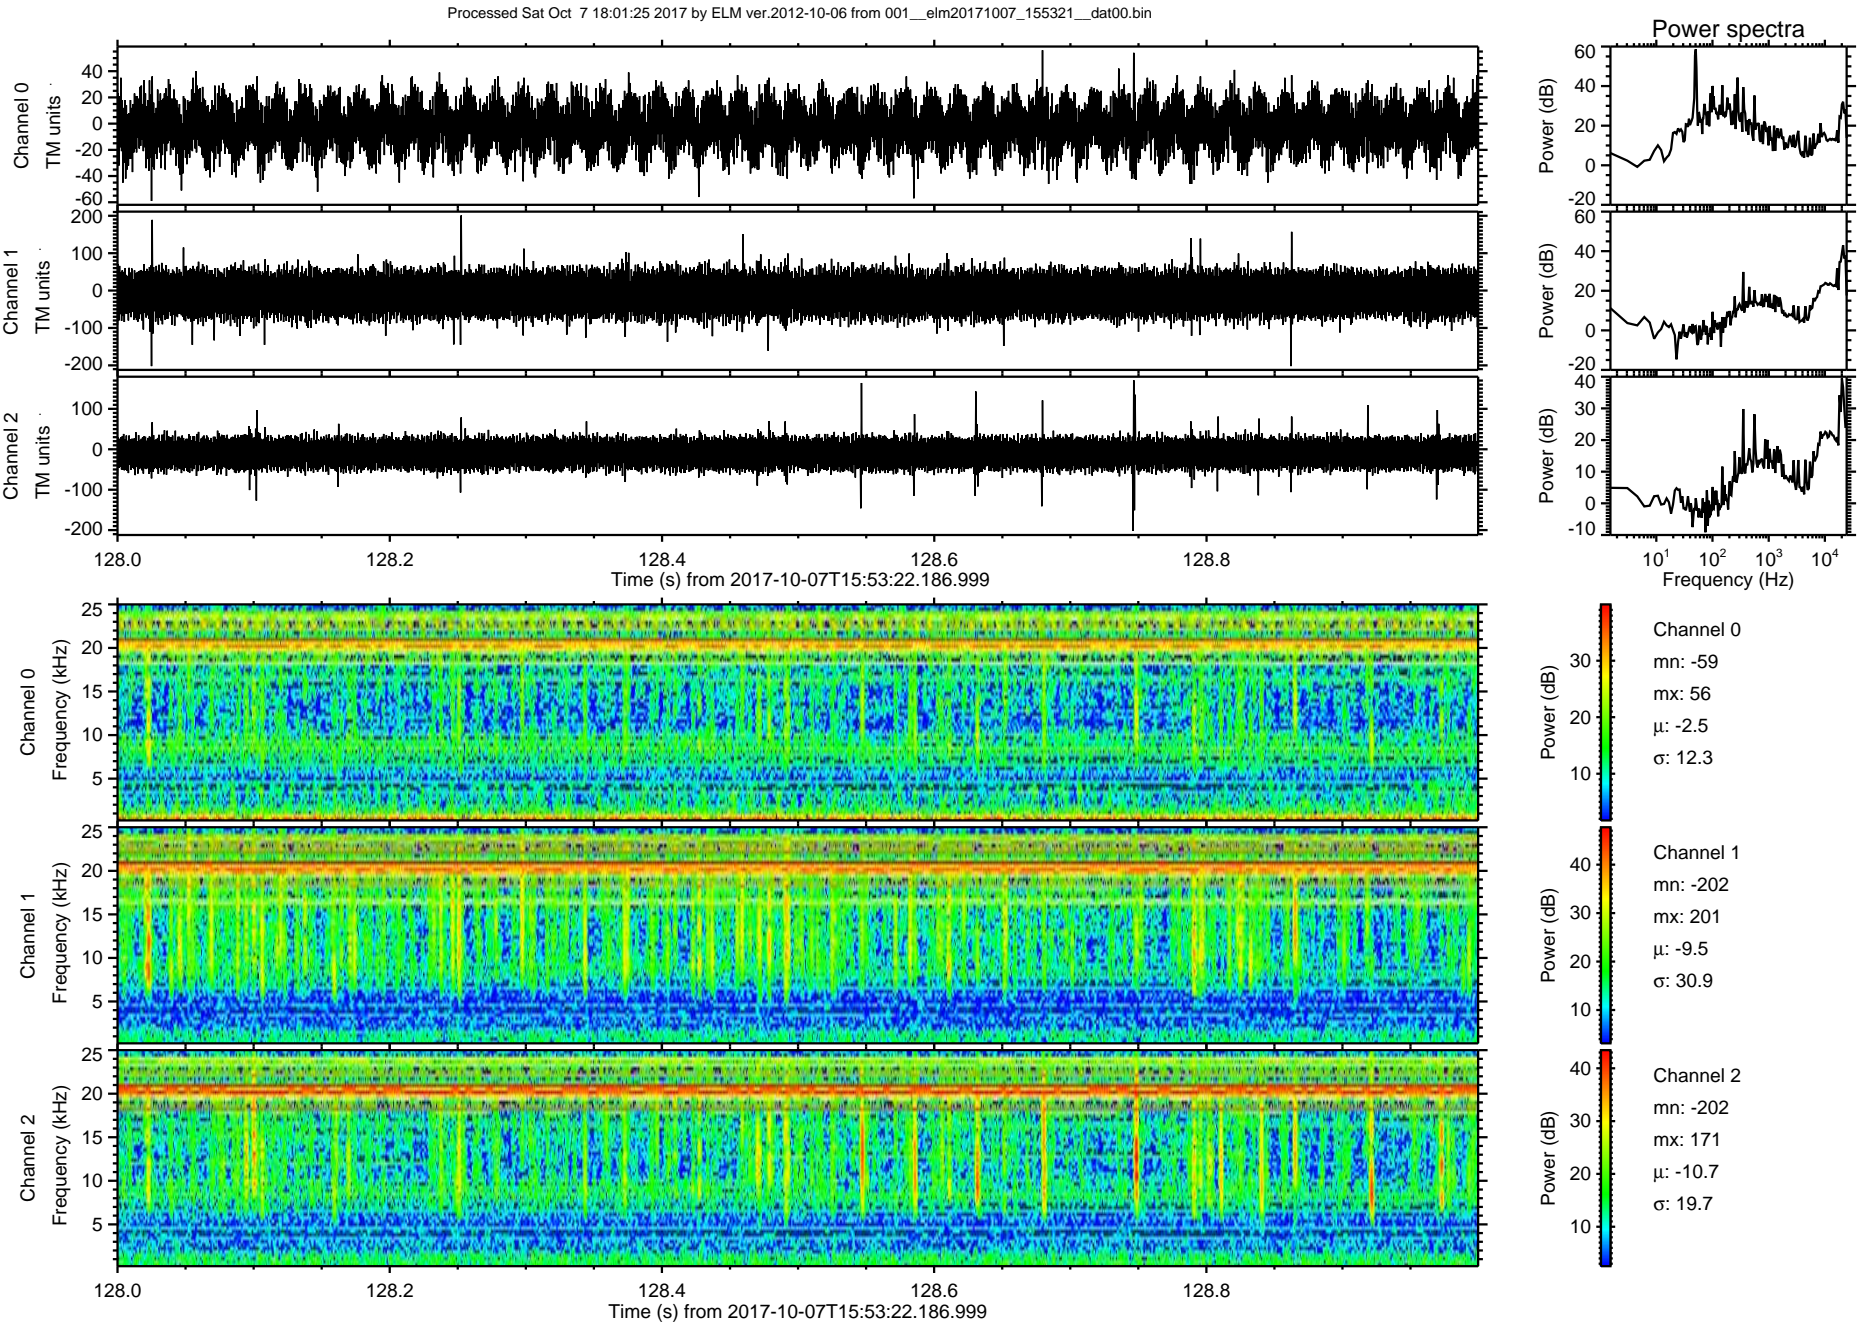 Processed Sat Oct  7 18:01:25 2017 by ELM ver.2012-10-06 from 001__elm20171007_155321__dat00.bin
Power spectra
Channel 0
TM units
40
20
0
-20
-40
-60
Power (dB)
60
40
20
0
-20
Channel 1
TM units
200
100
0
-100
-200
Power (dB)
60
40
20
0
-20
Channel 2
TM units
100
0
-100
-200
Power (dB)
40
30
20
10
0
-10
128.0 128.2 128.4 128.6 128.8
Time (s) from 2017-10-07T15:53:22.186.999
10^1 10^2 10^3 10^4
Frequency (Hz)
Channel 0
Frequency (kHz)
25
20
15
10
5
Power (dB)
30
20
10
Channel 0
mn: -59
mx: 56
μ: -2.5
σ: 12.3
Channel 1
Frequency (kHz)
25
20
15
10
5
Power (dB)
40
30
20
10
Channel 1
mn: -202
mx: 201
μ: -9.5
σ: 30.9
Channel 2
Frequency (kHz)
25
20
15
10
5
Power (dB)
40
30
20
10
Channel 2
mn: -202
mx: 171
μ: -10.7
σ: 19.7
128.0 128.2 128.4 128.6 128.8
Time (s) from 2017-10-07T15:53:22.186.999